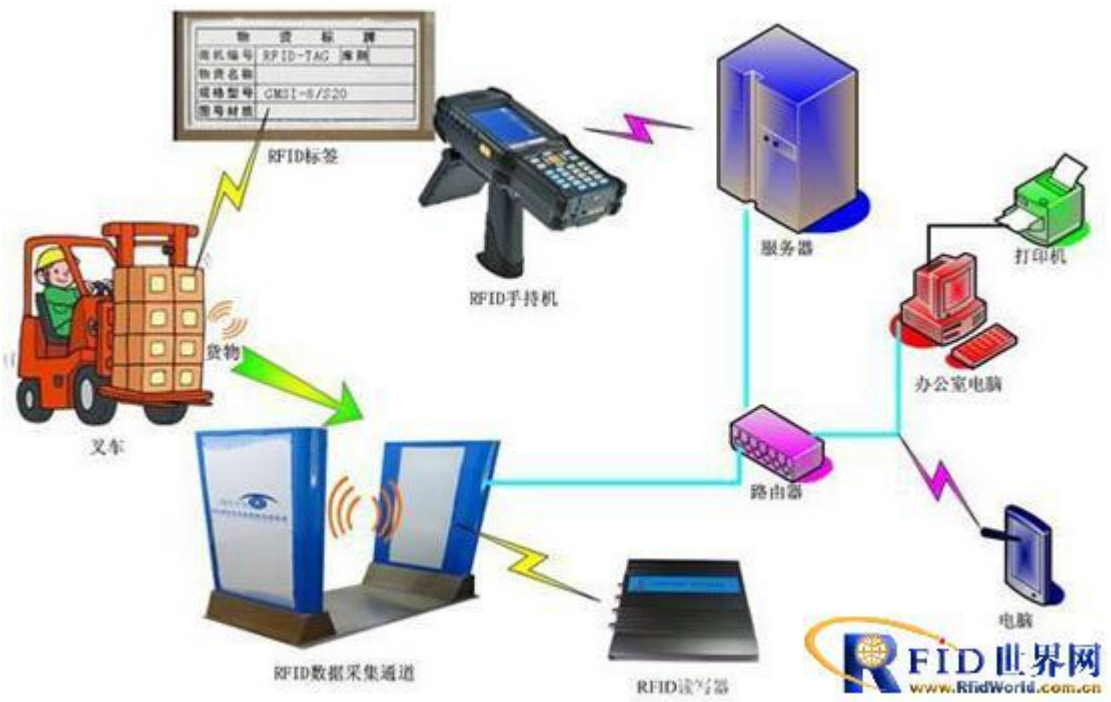 物资标牌
商机编号 RFID-TAG 库别
物资名称
规格型号 GMSI-8/S20
图号材质
RFID标签
RFID手持机
服务器
打印机
办公室电脑
货物
叉车
路由器
RFID数据采集通道
RFID读写器
电脑
RFID世界网
www.RfidWorld.com.cn